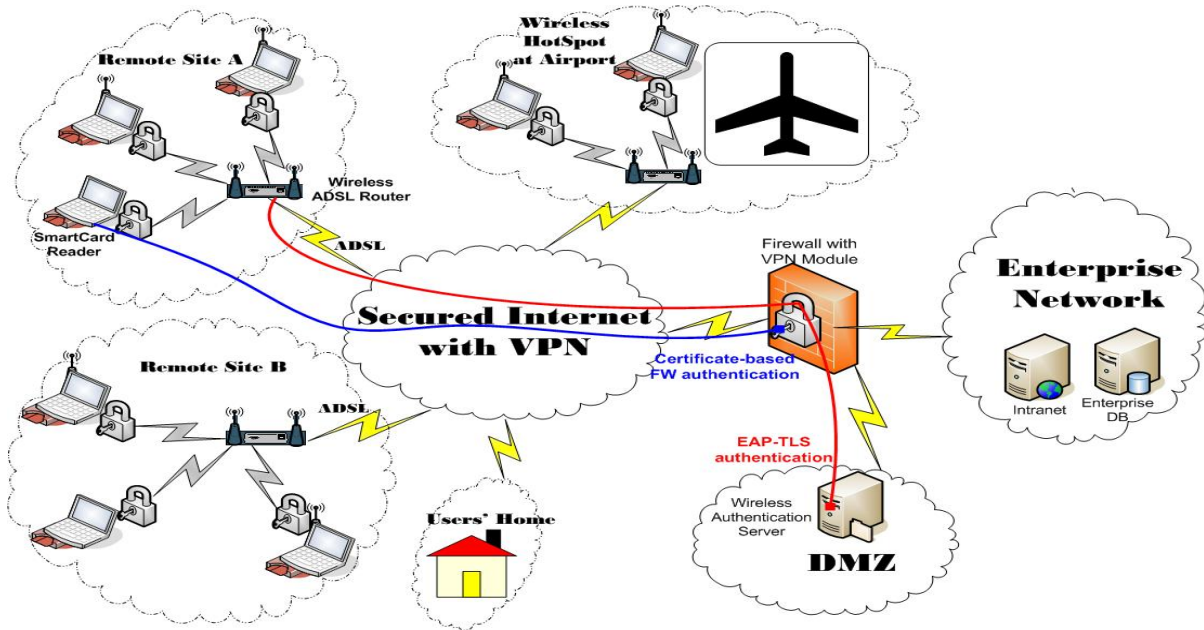 Remote Site A
Wireless
ADSL Router
SmartCard
Reader
ADSL
Wireless
HotSpot
at Airport
Secured Internet
with VPN
Firewall with
VPN Module
Certificate-based
FW authentication
Enterprise
Network
Intranet
Enterprise
DB
Remote Site B
ADSL
Users' Home
EAP-TLS
authentication
Wireless
Authentication
Server
DMZ